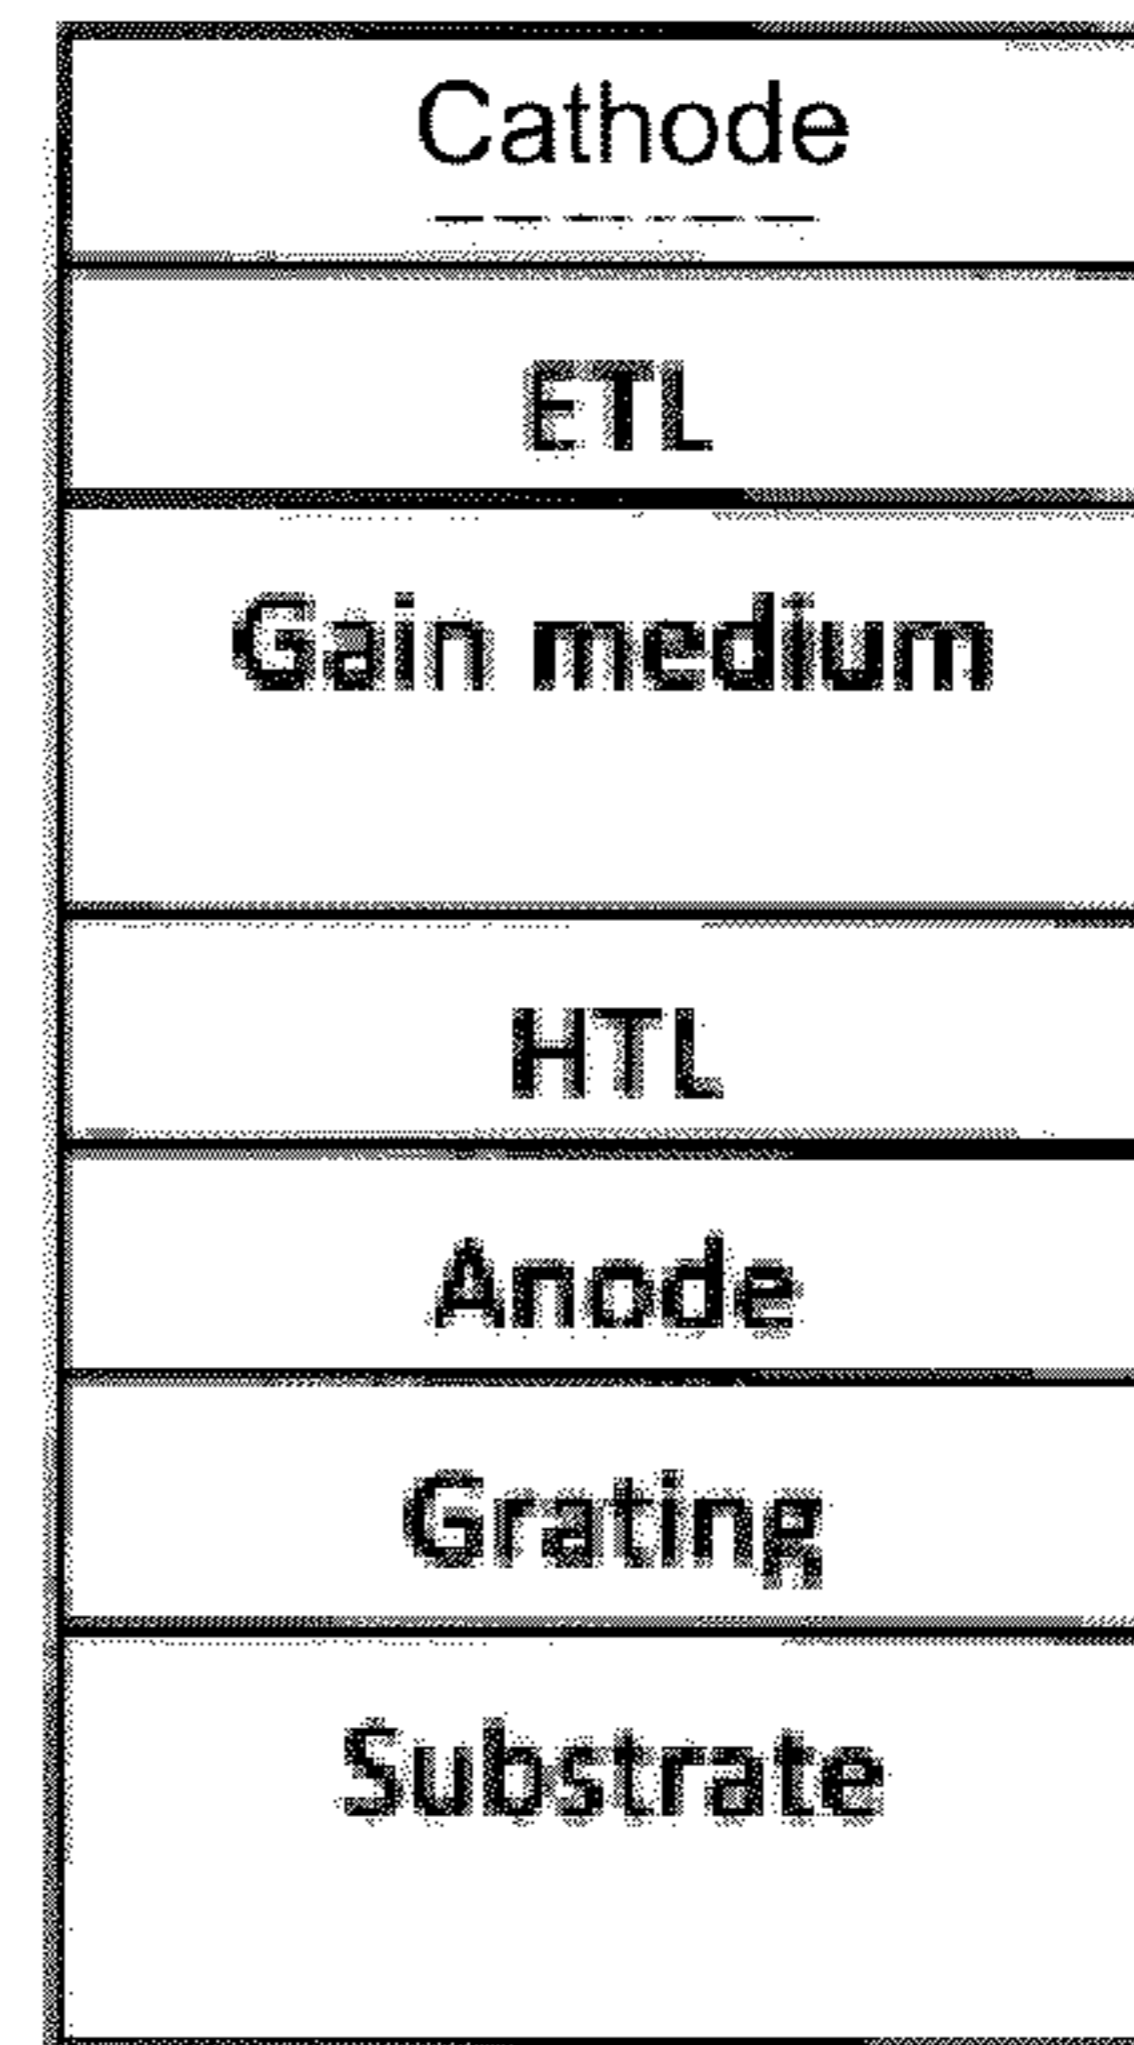 Cathode
ETL
Gain medium
HTL
Anode
Grating
Substrate